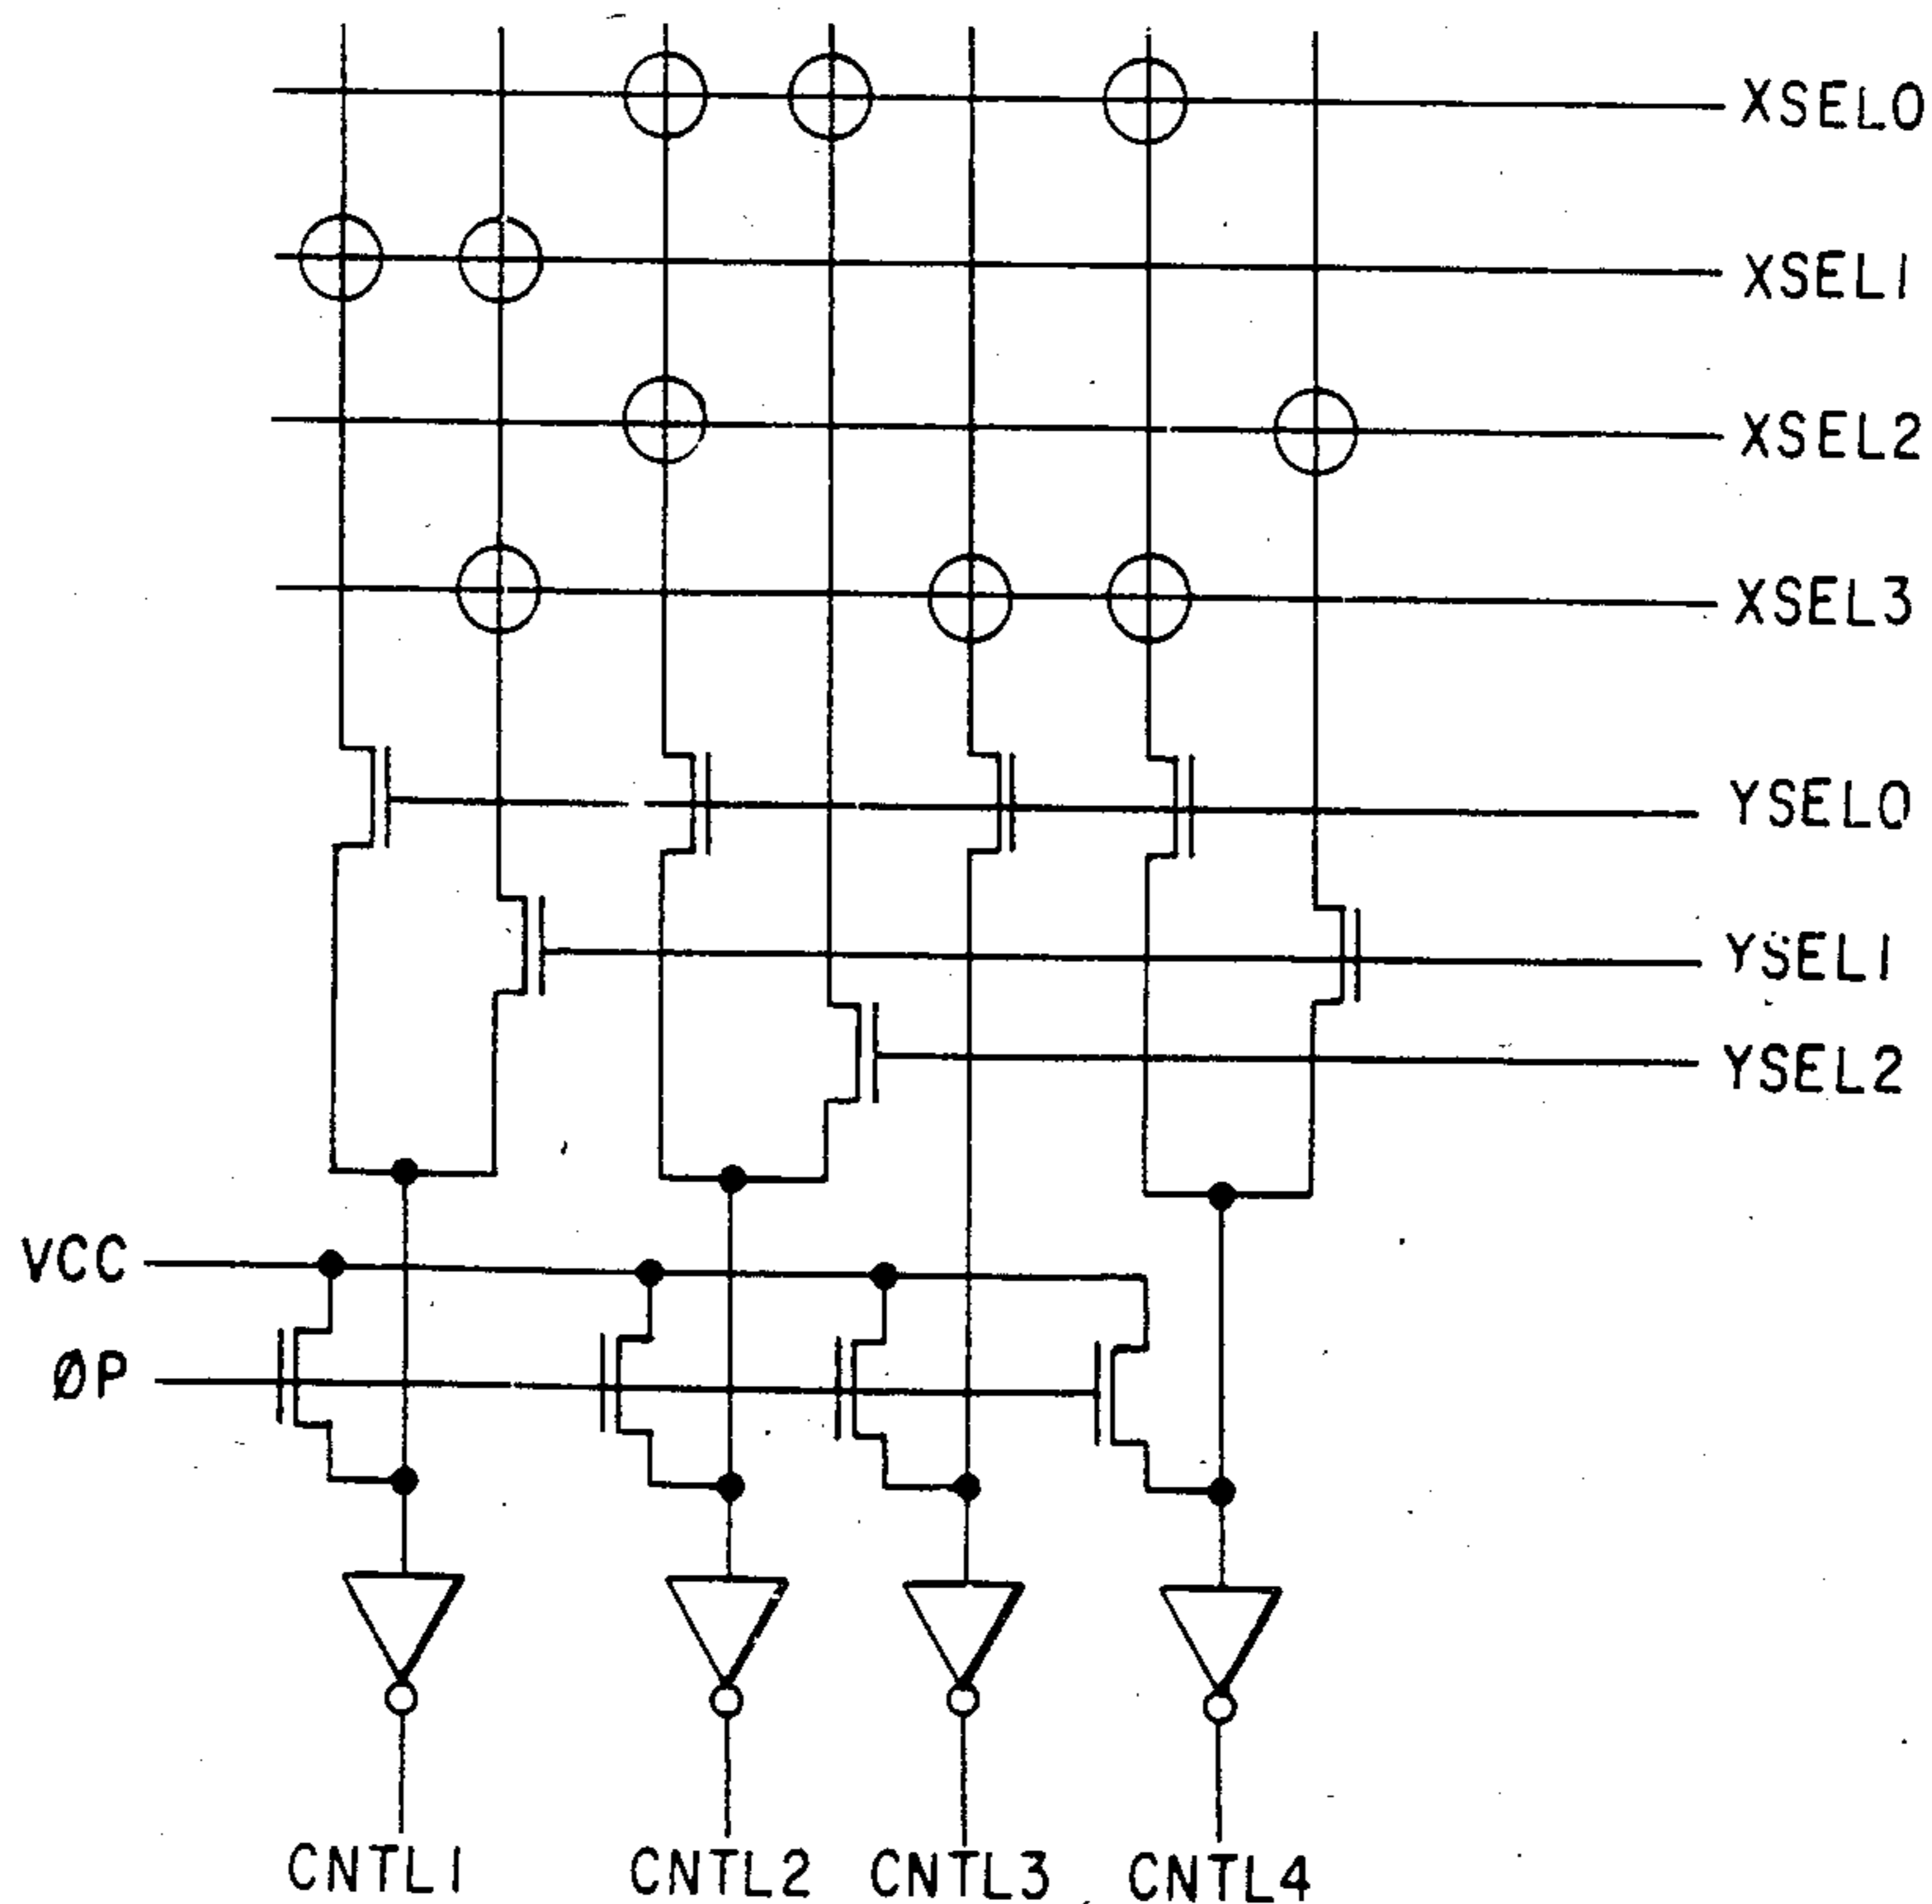 XSEL0
XSEL1
XSEL2
XSEL3
YSEL0
YSEL1
YSEL2
VCC
ØP
CNTL1
CNTL2
CNTL3
CNTL4